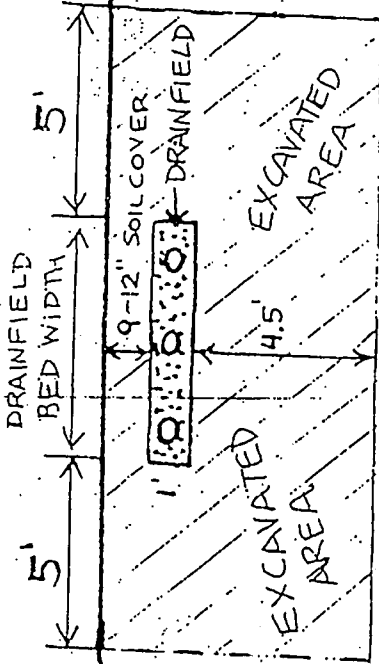 5'
DRAINFIELD
BED WIDTH
5'
9-12" SOIL COVER
DRAINFIELD
1'
4.5'
EXCAVATED
AREA
EXCAVATED
AREA